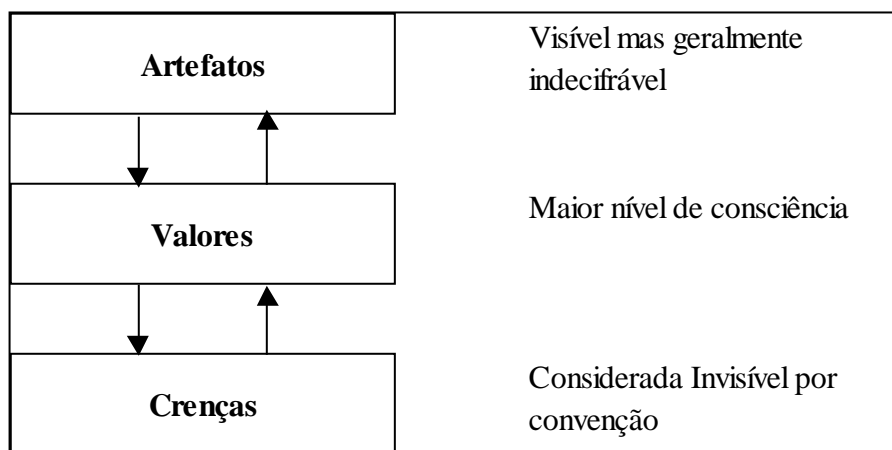 Artefatos
Visível mas geralmente
indecifrável
Valores
Maior nível de consciência
Crenças
Considerada Invisível por
convenção